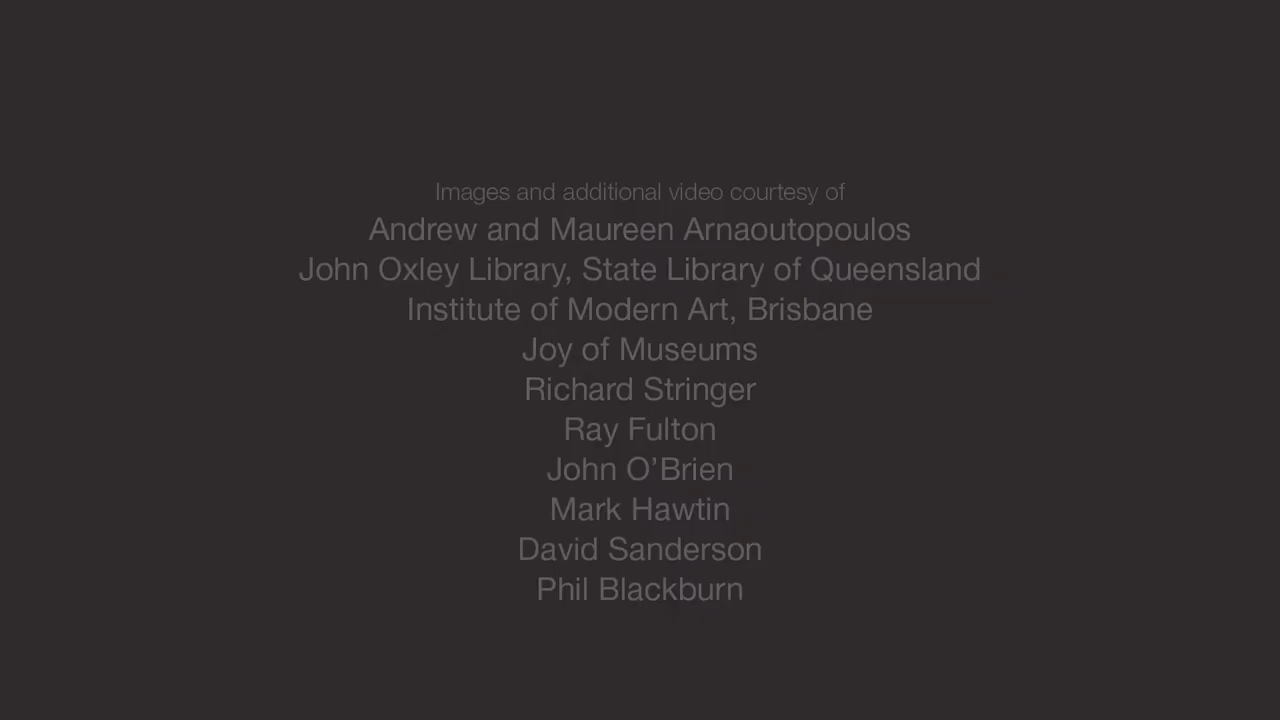 Images and additional video courtesy of
Andrew and Maureen Arnaoutopoulos
John Oxley Library, State Library of Queensland
Institute of Modern Art, Brisbane
Joy of Museums
Richard Stringer
Ray Fulton
John O’Brien
Mark Hawtin
David Sanderson
Phil Blackburn